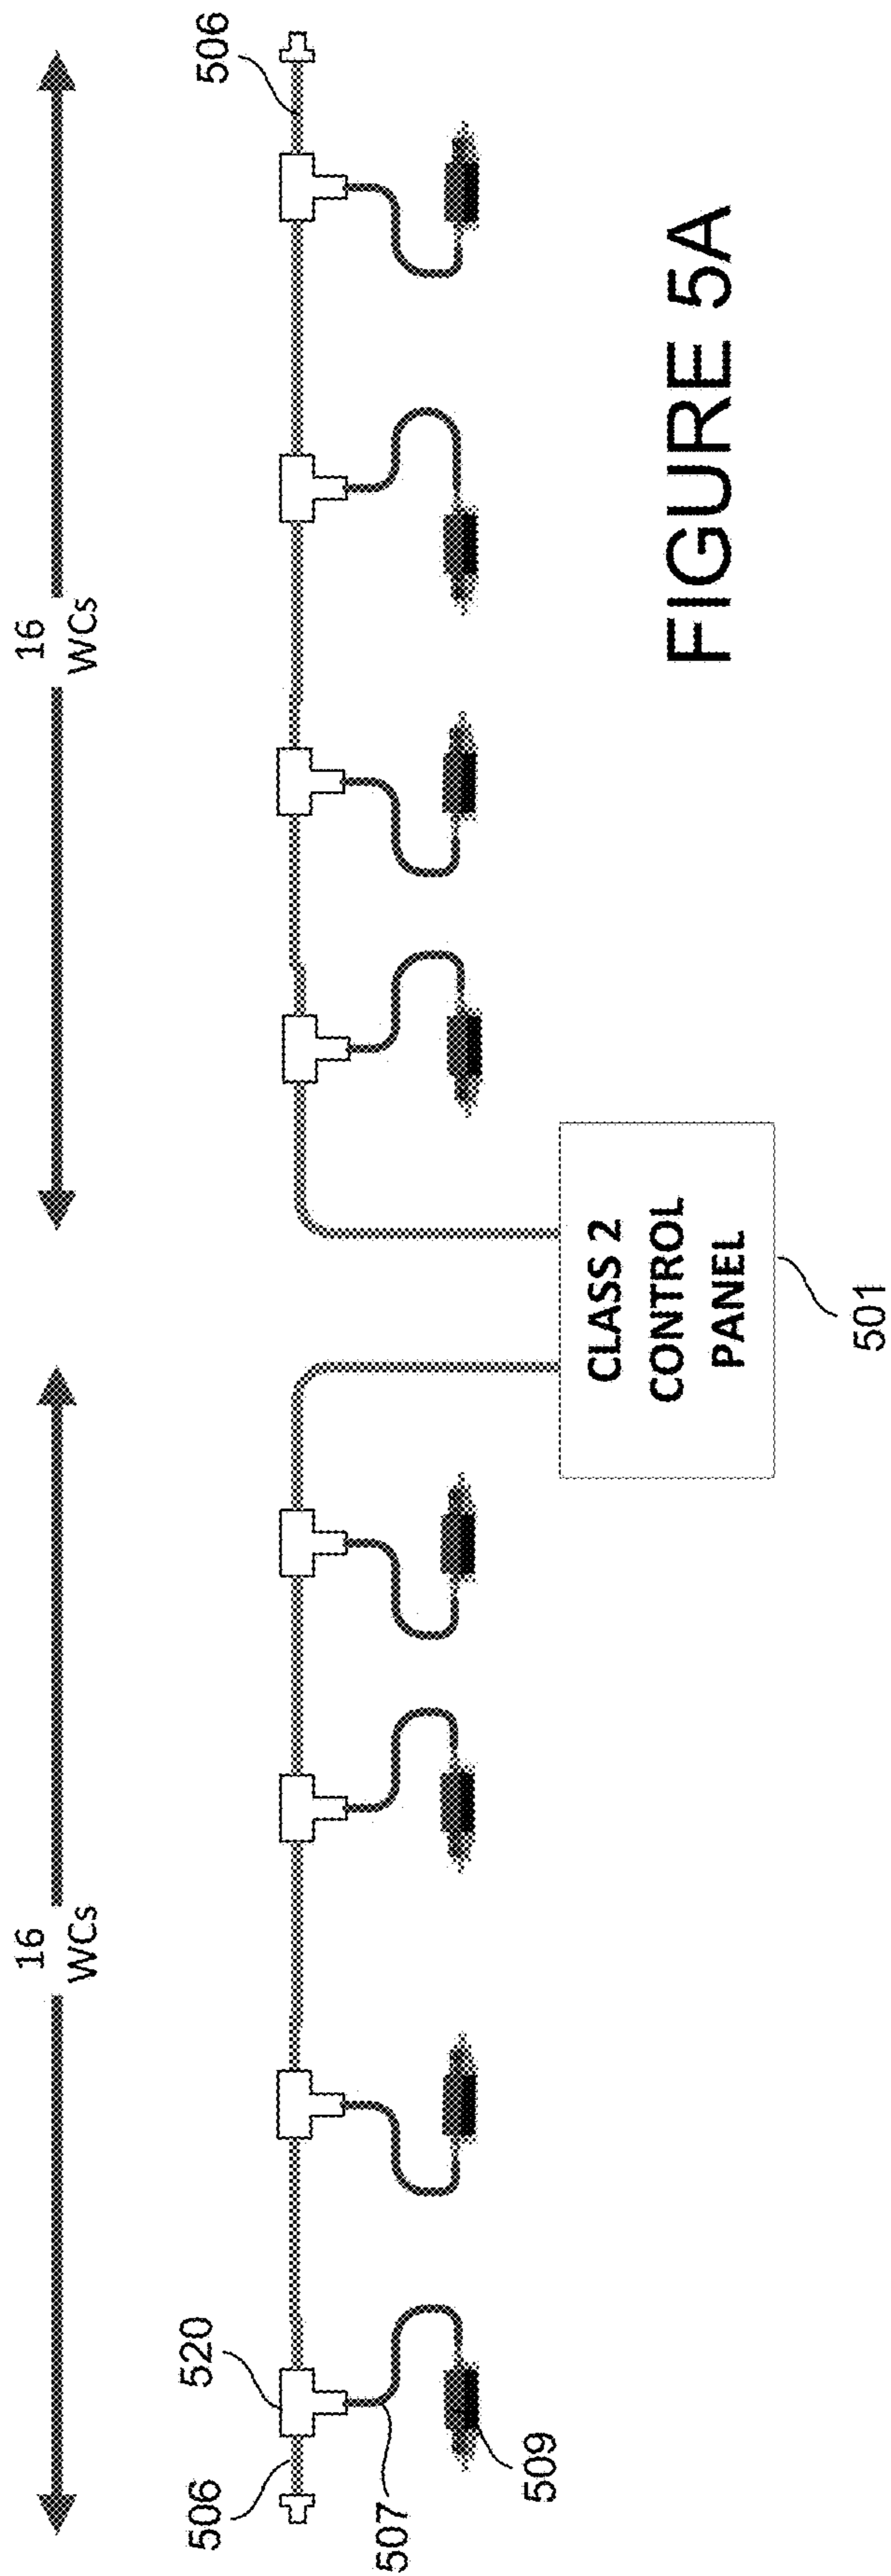 16
WCs
16
WCs
506
520
506
507
509
CLASS 2
CONTROL
PANEL
501
FIGURE 5A